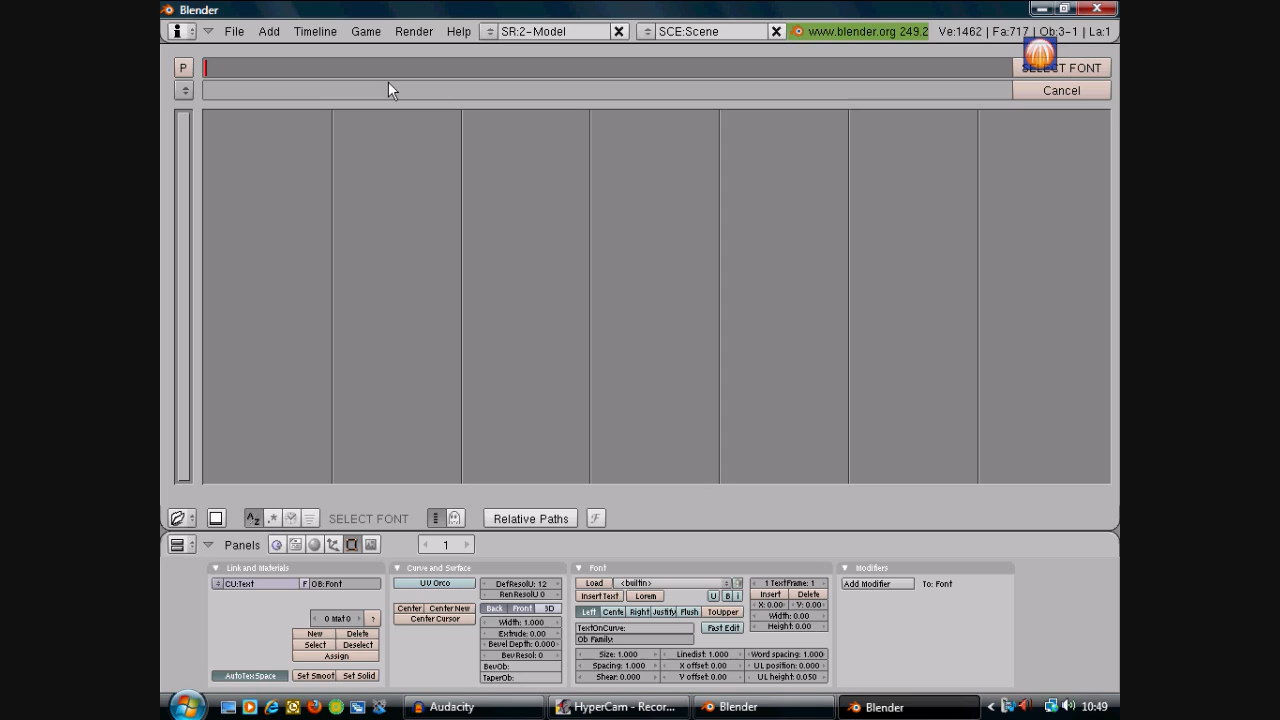 Blender
File Add Timeline Game Render Help SR:2-Model SCE:Scene www.blender.org 249.2 Ve:1462 | Fa:717 | Ob:3-1 | La:1
P SELECT FONT
Cancel
SELECT FONT Relative Paths
Panels 1
Link and Materials Curve and Surface Font Modifiers
CU:Text F OB:Font UV Orco DefResolU: 12 Load <builtin> 1 TextFrame: 1 Add Modifier To: Font
RenResolU 0 Insert Text Lorem U B i Insert Delete
Center Center New Back Front 3D Left Cente Right Justify Flush ToUpper X: 0.00 Y: 0.00
0 Mat 0 ? Center Cursor Width: 1.000 TextOnCurve: Fast Edit Width: 0.00
New Delete Extrude: 0.00 Ob Family: Height: 0.00
Select Deselect Bevel Depth: 0.000
Assign Bev Resol: 0 Size: 1.000 Linedist: 1.000 Word spacing: 1.000
BevOb: Spacing: 1.000 X offset: 0.00 UL position: 0.000
AutoTexSpace Set Smoot Set Solid TaperOb: Shear: 0.000 Y offset: 0.00 UL height: 0.050
Audacity HyperCam - Recor... Blender Blender 10:49